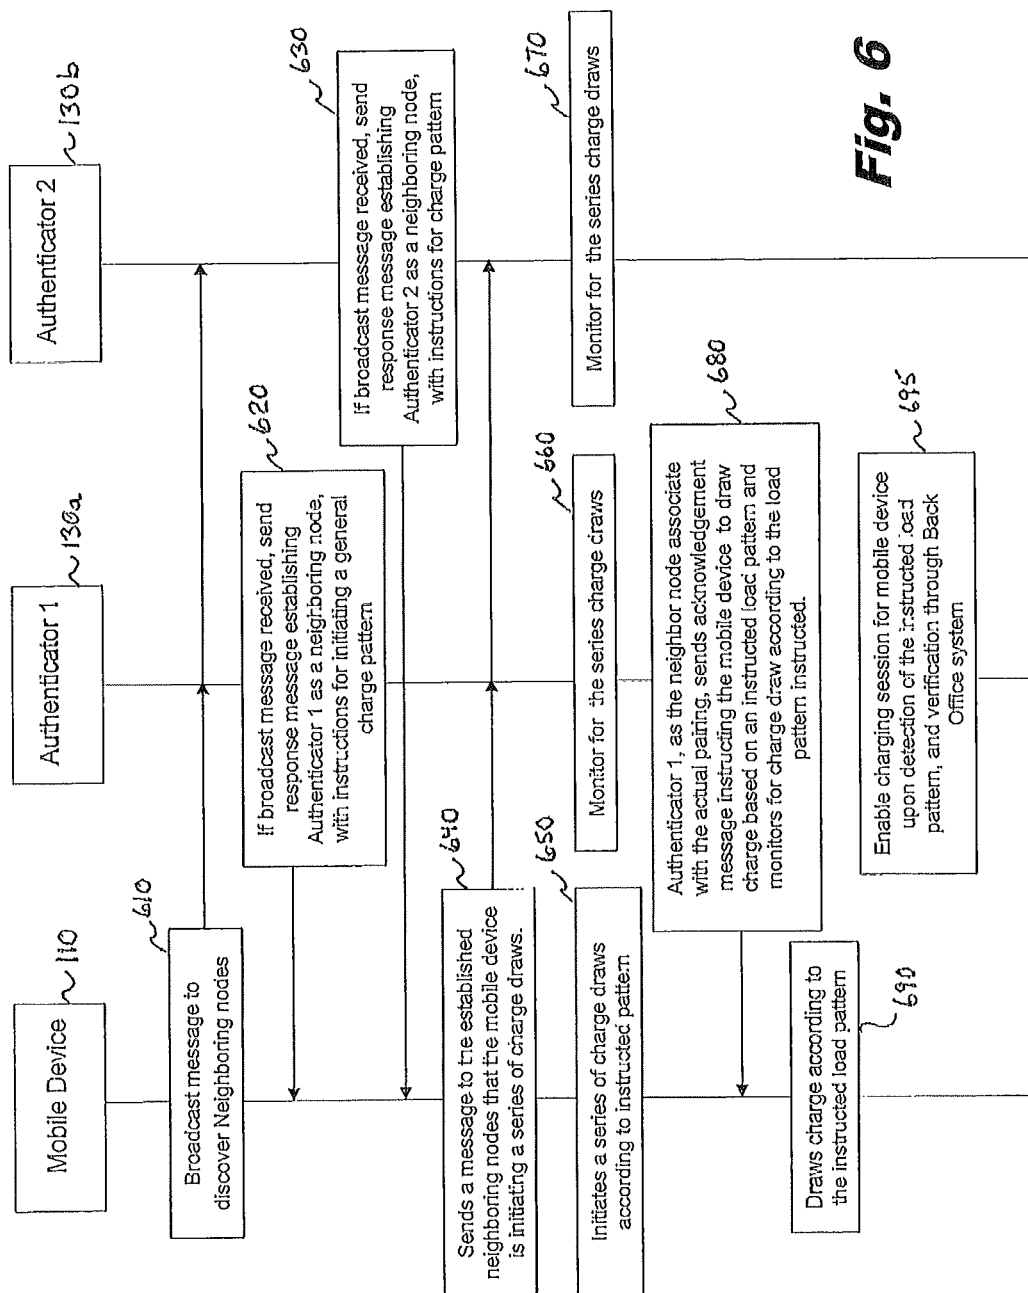 Mobile Device
110
Authenticator 1
130a
Authenticator 2
130b
610
Broadcast message to
discover Neighboring nodes
620
If broadcast message received, send
response message establishing
Authenticator 1 as a neighboring node,
with instructions for initiating a general
charge pattern
630
If broadcast message received, send
response message establishing
Authenticator 2 as a neighboring node,
with instructions for charge pattern
640
Sends a message to the established
neighboring nodes that the mobile device
is initiating a series of charge draws.
650
Initiates a series of charge draws
according to instructed pattern
660
Monitor for the series charge draws
670
Monitor for the series charge draws
680
Authenticator 1, as the neighbor node associate
with the actual pairing, sends acknowledgement
message instructing the mobile device to draw
charge based on an instructed load pattern and
monitors for charge draw according to the load
pattern instructed.
Draws charge according to
the instructed load pattern
690
695
Enable charging session for mobile device
upon detection of the instructed load
pattern, and verification through Back
Office system
Fig. 6